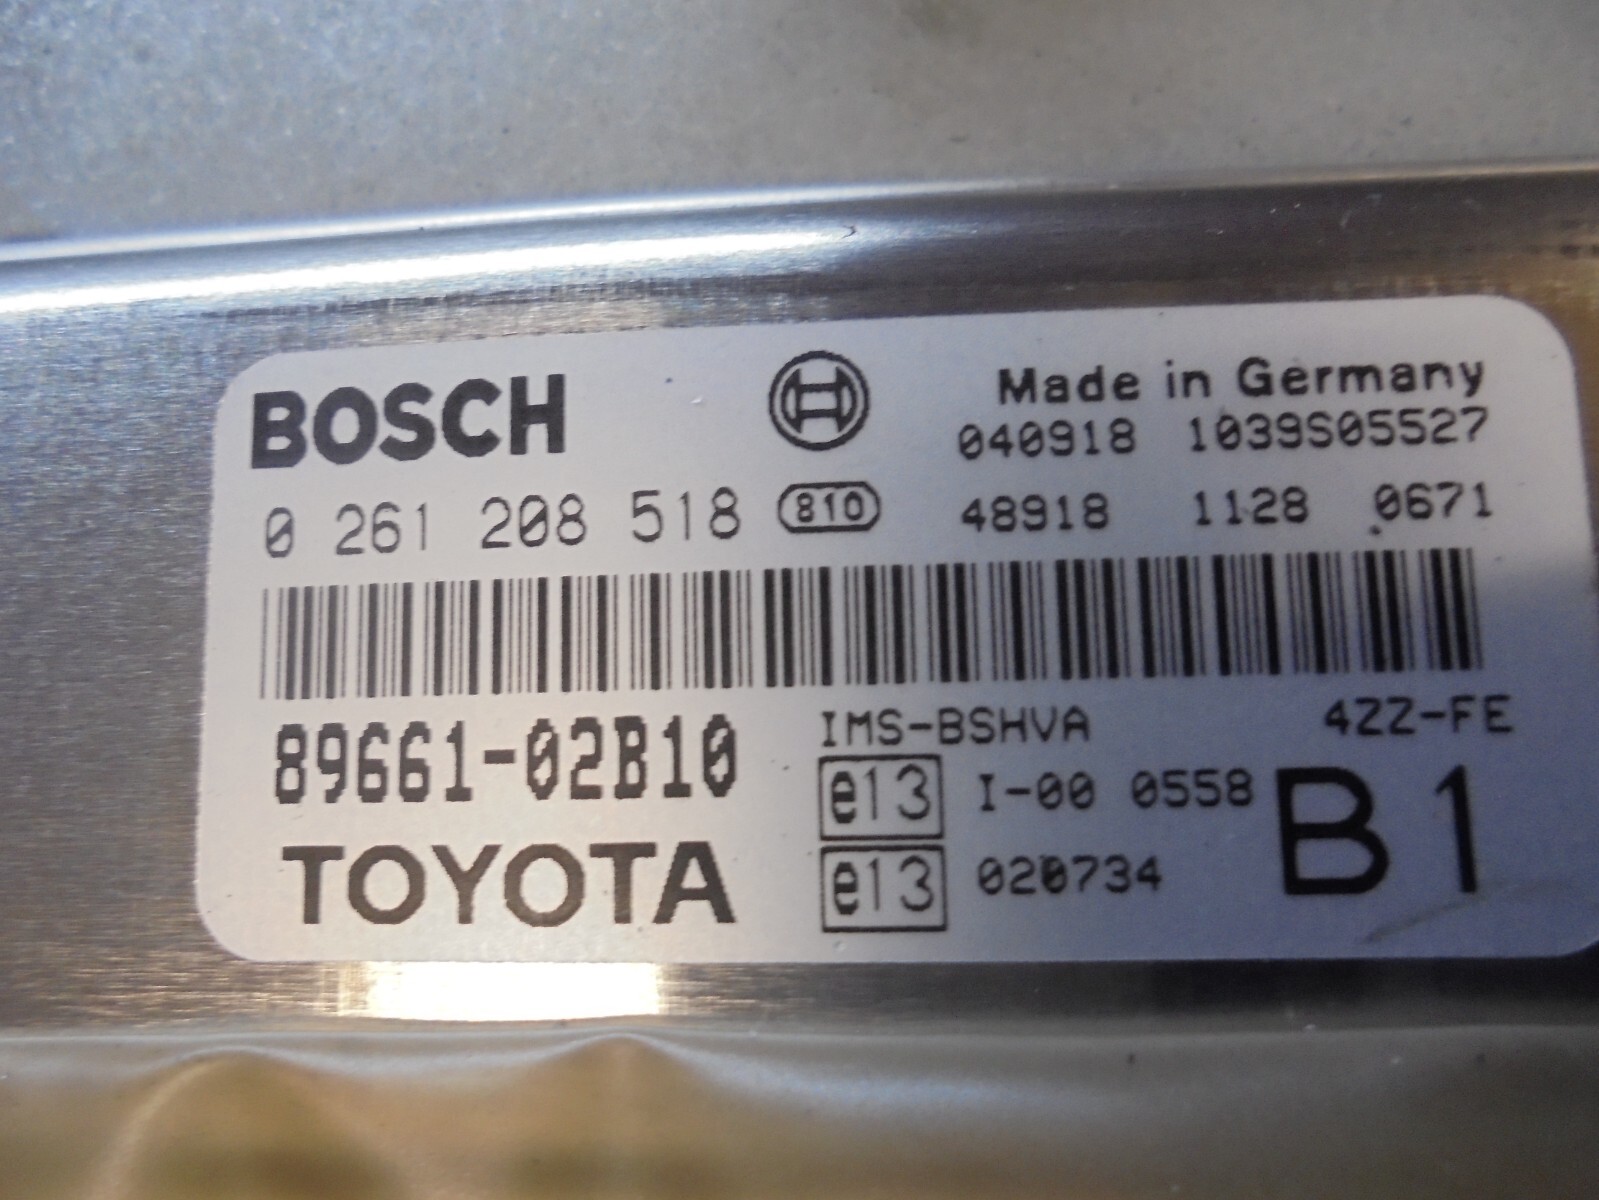 BOSCH
Made in Germany
040918 1039S05527
0 261 208 518 810 48918 1128 0671
89661-02B10 IMS-BSHVA 4ZZ-FE
e13 I-00 0558 B1
TOYOTA e13 020734